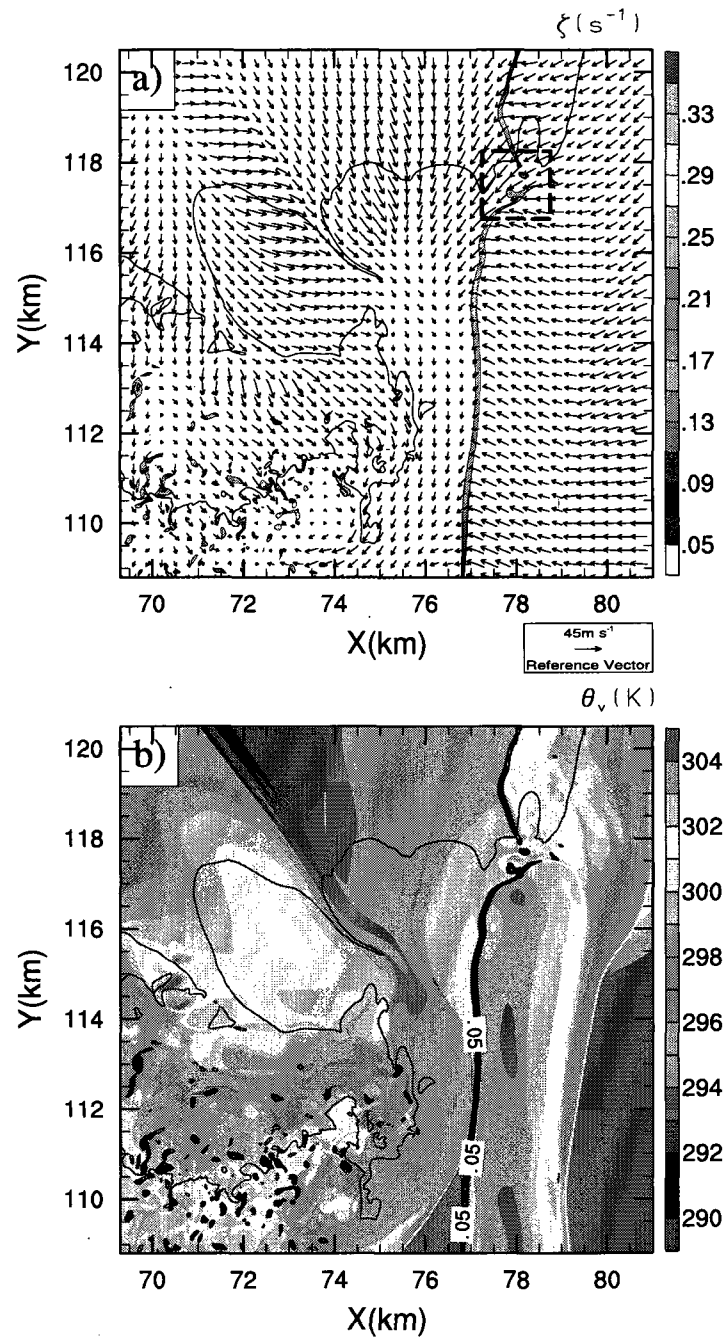 ζ(s⁻¹)
a)
120
118
116
114
112
110
Y(km)
70 72 74 76 78 80
X(km)
.33
.29
.25
.21
.17
.13
.09
.05
45m s⁻¹
Reference Vector
θᵥ(K)
b)
120
118
116
114
112
110
Y(km)
.05
.05
.05
70 72 74 76 78 80
X(km)
304
302
300
298
296
294
292
290